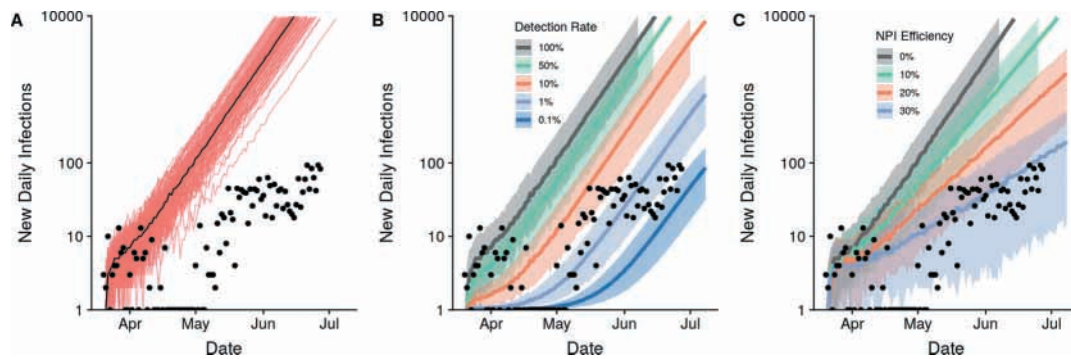 A
New Daily Infections
10000
1000
100
10
1
Apr
May
Jun
Jul
Date
B
New Daily Infections
10000
1000
100
10
1
Detection Rate
100%
50%
10%
1%
0.1%
Apr
May
Jun
Jul
Date
C
New Daily Infections
10000
100
10
1
NPI Efficiency
0%
10%
20%
30%
Apr
May
Jun
Jul
Date